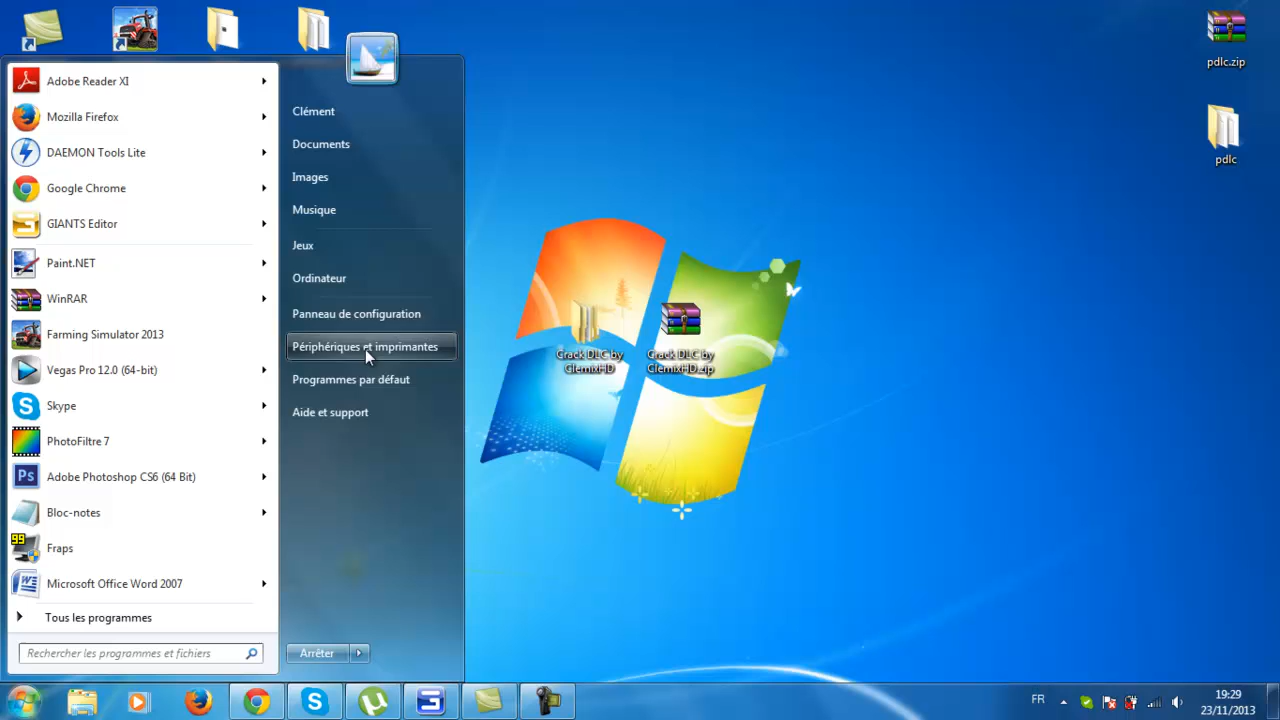 pdlc.zip
pdlc
Adobe Reader XI
Mozilla Firefox
DAEMON Tools Lite
Google Chrome
GIANTS Editor
Paint.NET
WinRAR
Farming Simulator 2013
Vegas Pro 12.0 (64-bit)
Skype
PhotoFiltre 7
Adobe Photoshop CS6 (64 Bit)
Bloc-notes
99
Fraps
Microsoft Office Word 2007
Tous les programmes
Rechercher les programmes et fichiers
Clément
Documents
Images
Musique
Jeux
Ordinateur
Panneau de configuration
Périphériques et imprimantes
Programmes par défaut
Aide et support
Arrêter
Crack DLC by
ClemixHD
Crack DLC by
ClemixHD.zip
FR
19:29
23/11/2013